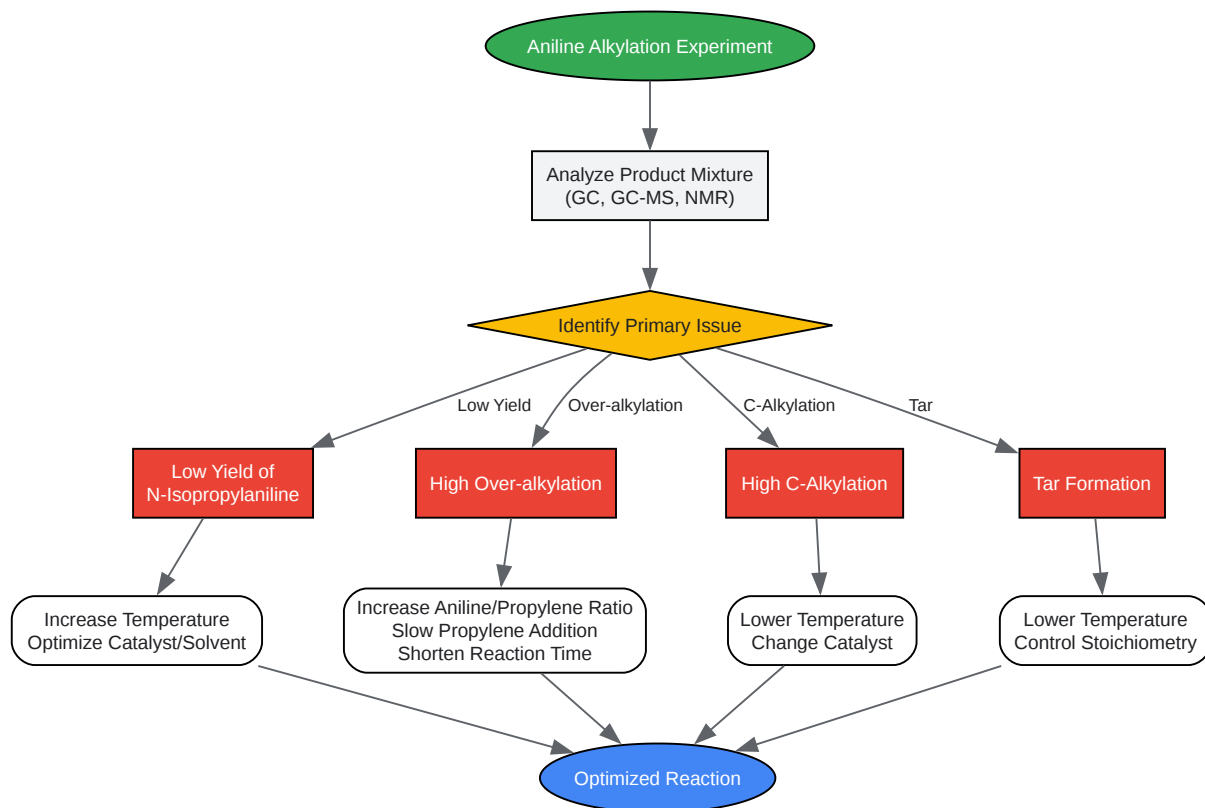 Aniline Alkylation Experiment
Analyze Product Mixture
(GC, GC-MS, NMR)
Identify Primary Issue
Low Yield
Over-alkylation
C-Alkylation
Tar
Low Yield of
N-Isopropylaniline
High Over-alkylation
High C-Alkylation
Tar Formation
Increase Temperature
Optimize Catalyst/Solvent
Increase Aniline/Propylene Ratio
Slow Propylene Addition
Shorten Reaction Time
Lower Temperature
Change Catalyst
Lower Temperature
Control Stoichiometry
Optimized Reaction